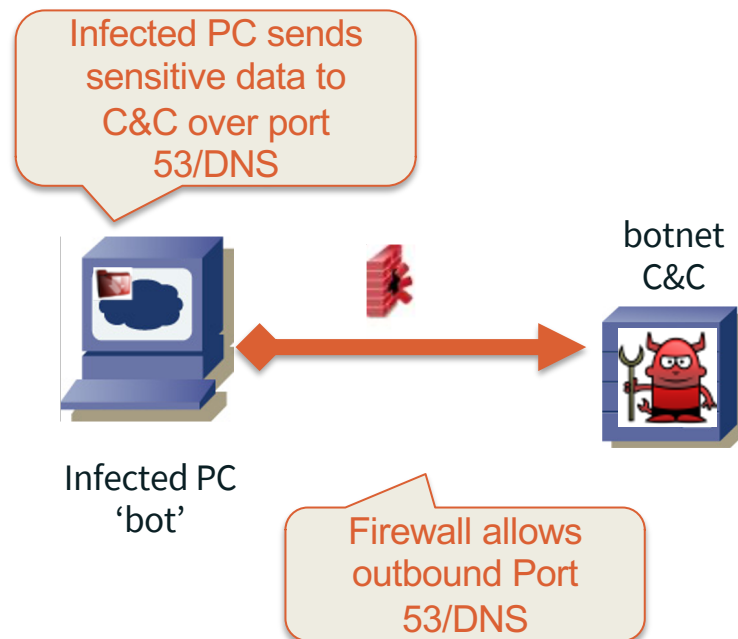 Infected PC sends
sensitive data to
C&C over port
53/DNS
botnet
C&C
Infected PC
‘bot’
Firewall allows
outbound Port
53/DNS